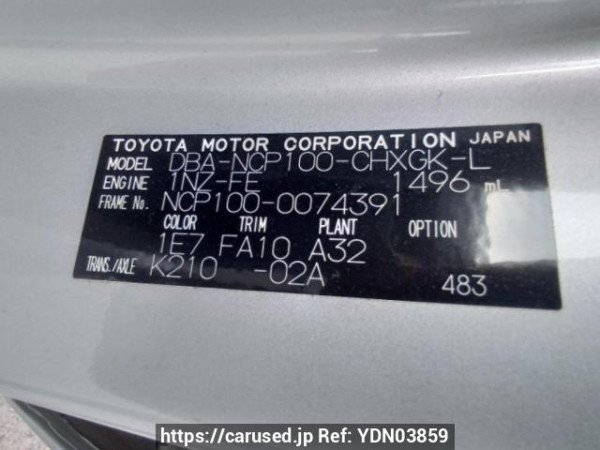 TOYOTA MOTOR CORPORATION JAPAN
MODEL DBA-NCP100-CHXGK-L
ENGINE 1NZ-FE 1496 mL
FRAME No. NCP100-0074391
COLOR TRIM PLANT OPTION
1E7 FA10 A32
TRANS./AXLE K210 -02A
483
https://carused.jp Ref: YDN03859